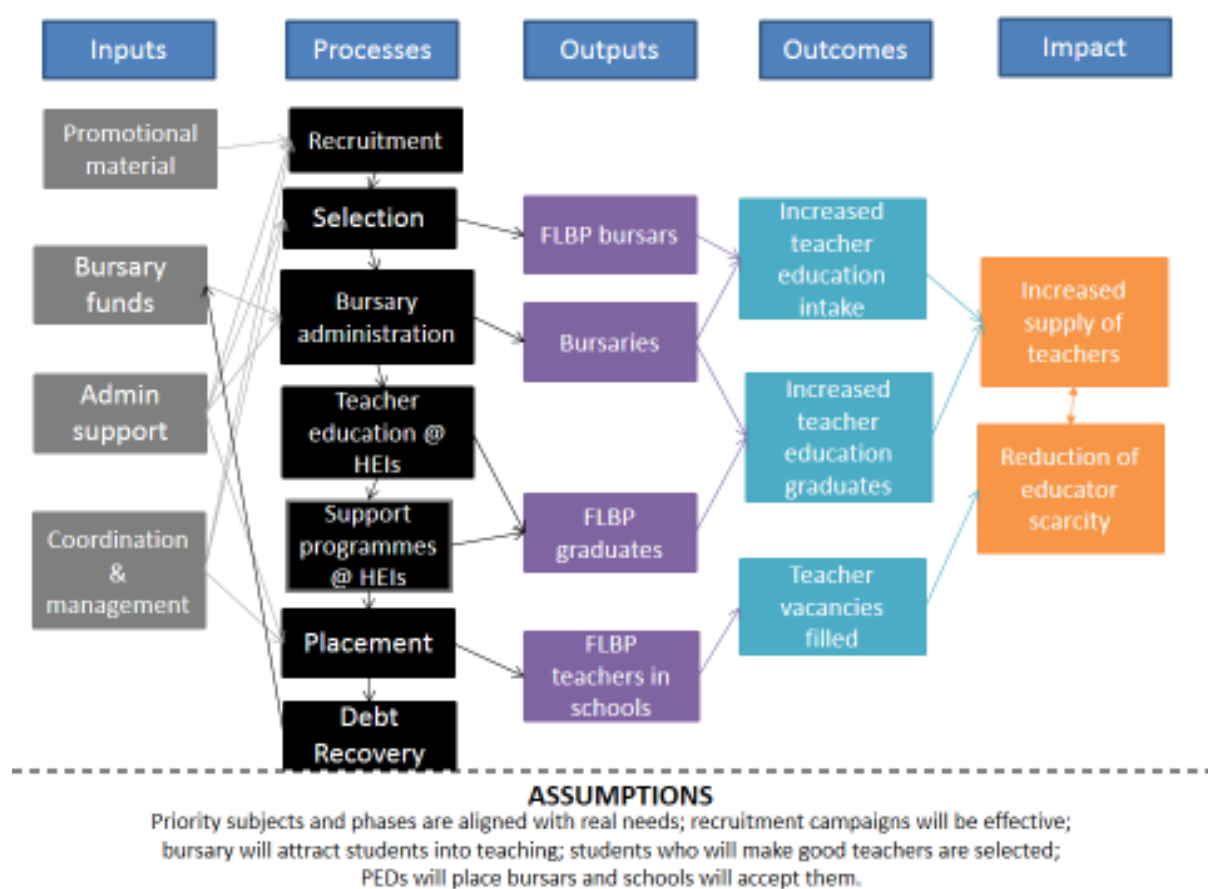 Inputs
Processes
Outputs
Outcomes
Impact
Promotional
material
Bursary
funds
Admin
support
Coordination
&
management
Recruitment
Selection
Bursary
administration
Teacher
education @
HEIs
Support
programmes
@ HEIs
Placement
Debt
Recovery
FLBP bursars
Bursaries
FLBP
graduates
FLBP
teachers in
schools
Increased
teacher
education
intake
Increased
teacher
education
graduates
Teacher
vacancies
filled
Increased
supply of
teachers
Reduction of
educator
scarcity
ASSUMPTIONS
Priority subjects and phases are aligned with real needs; recruitment campaigns will be effective;
bursary will attract students into teaching; students who will make good teachers are selected;
PEDs will place bursars and schools will accept them.